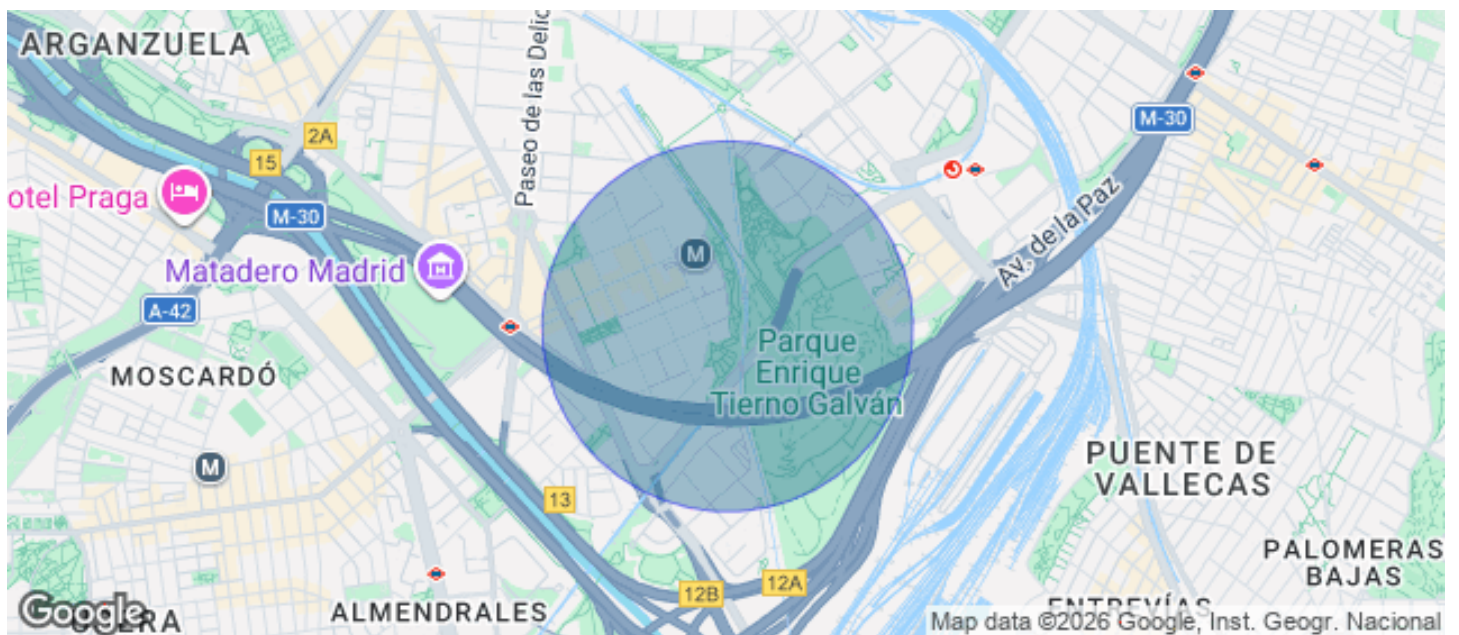 ARGANZUELA
Paseo de las Delic
2A
15
M-30
otel Praga
M-30
Av. de la Paz
M
Matadero Madrid
A-42
Parque
Enrique
Tierno Galván
MOSCARDÓ
M
PUENTE DE
VALLECAS
13
PALOMERAS
BAJAS
12B
12A
ALMENDRALES
ENTREVÍAS
Google
Map data ©2026 Google, Inst. Geogr. Nacional